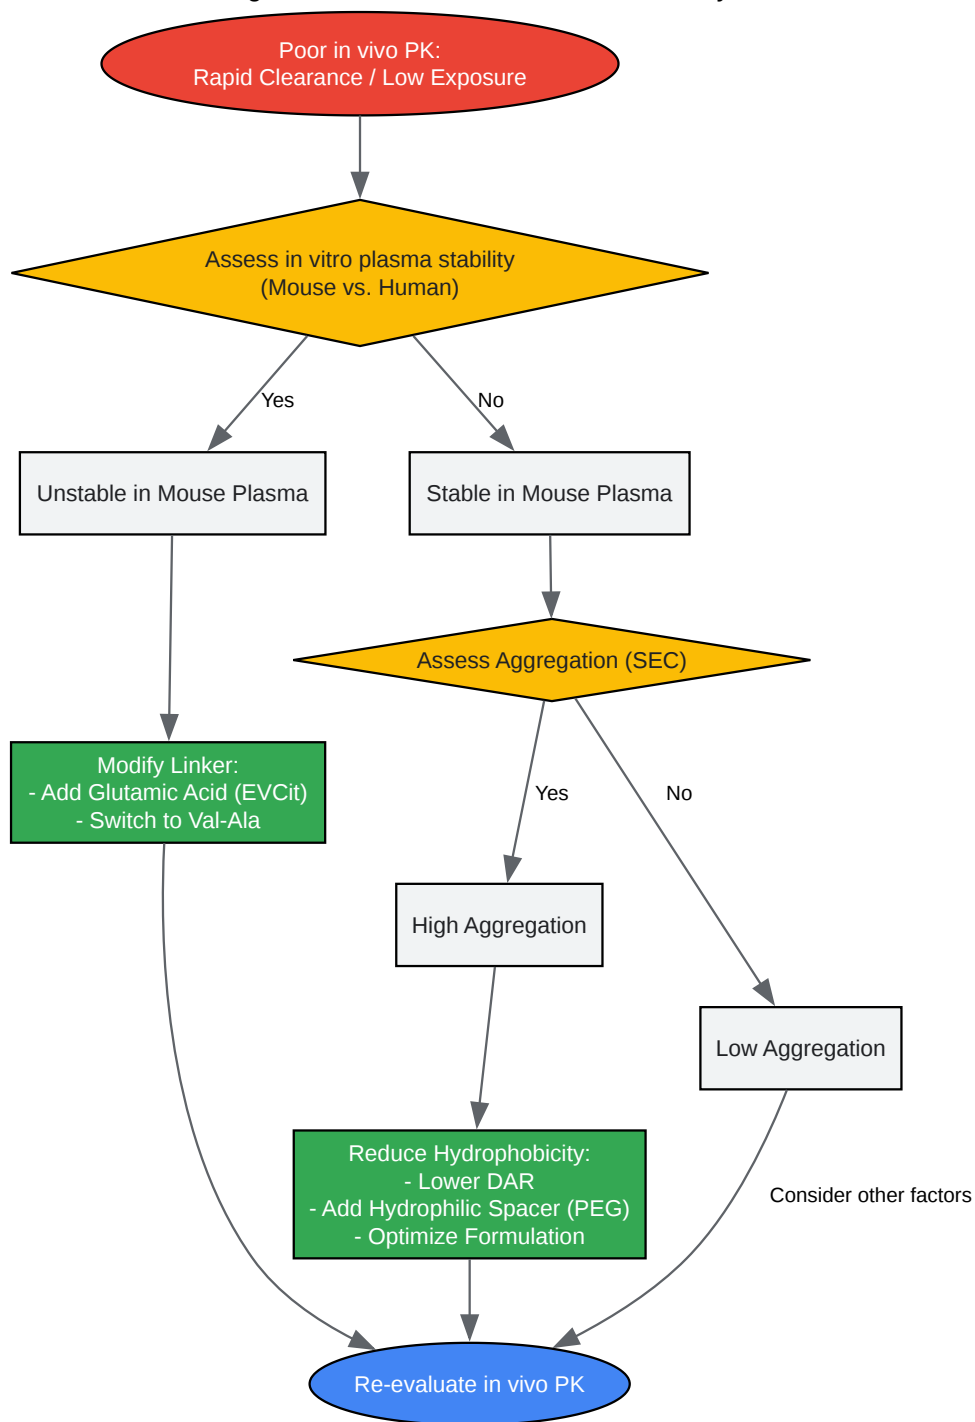 Poor in vivo PK:
Rapid Clearance / Low Exposure
Assess in vitro plasma stability
(Mouse vs. Human)
Yes
No
Unstable in Mouse Plasma
Stable in Mouse Plasma
Assess Aggregation (SEC)
Modify Linker:
- Add Glutamic Acid (EVCit)
- Switch to Val-Ala
Yes
No
High Aggregation
Low Aggregation
Reduce Hydrophobicity:
- Lower DAR
- Add Hydrophilic Spacer (PEG)
- Optimize Formulation
Consider other factors
Re-evaluate in vivo PK